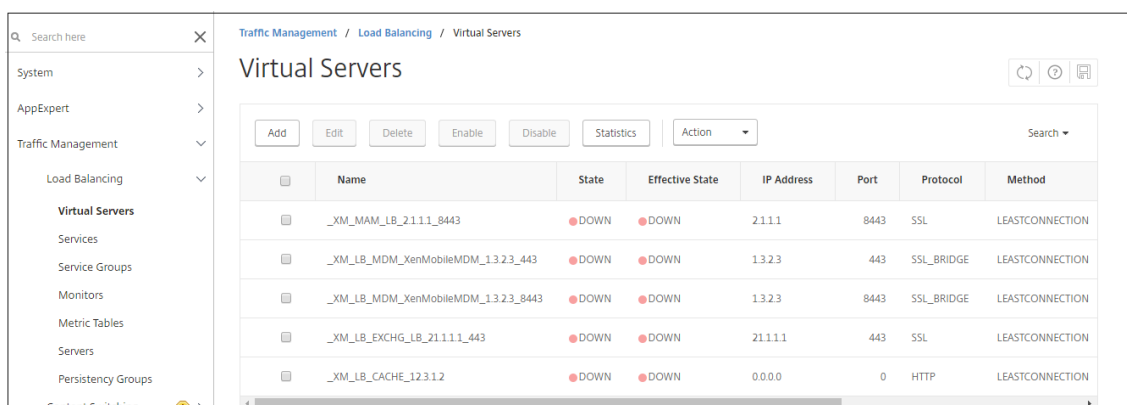 Search here
System
AppExpert
Traffic Management
Load Balancing
Virtual Servers
Services
Service Groups
Monitors
Metric Tables
Servers
Persistency Groups
Traffic Management / Load Balancing / Virtual Servers
Virtual Servers
Add Edit Delete Enable Disable Statistics Action Search
Name State Effective State IP Address Port Protocol Method
_XM_MAM_LB_2.1.1.1_8443 DOWN DOWN 2.1.1.1 8443 SSL LEASTCONNECTION
_XM_LB_MDM_XenMobileMDM_1.3.2.3_443 DOWN DOWN 1.3.2.3 443 SSL_BRIDGE LEASTCONNECTION
_XM_LB_MDM_XenMobileMDM_1.3.2.3_8443 DOWN DOWN 1.3.2.3 8443 SSL_BRIDGE LEASTCONNECTION
_XM_LB_EXCHG_LB_21.1.1.1_443 DOWN DOWN 21.1.1.1 443 SSL LEASTCONNECTION
_XM_LB_CACHE_12.3.1.2 DOWN DOWN 0.0.0.0 0 HTTP LEASTCONNECTION